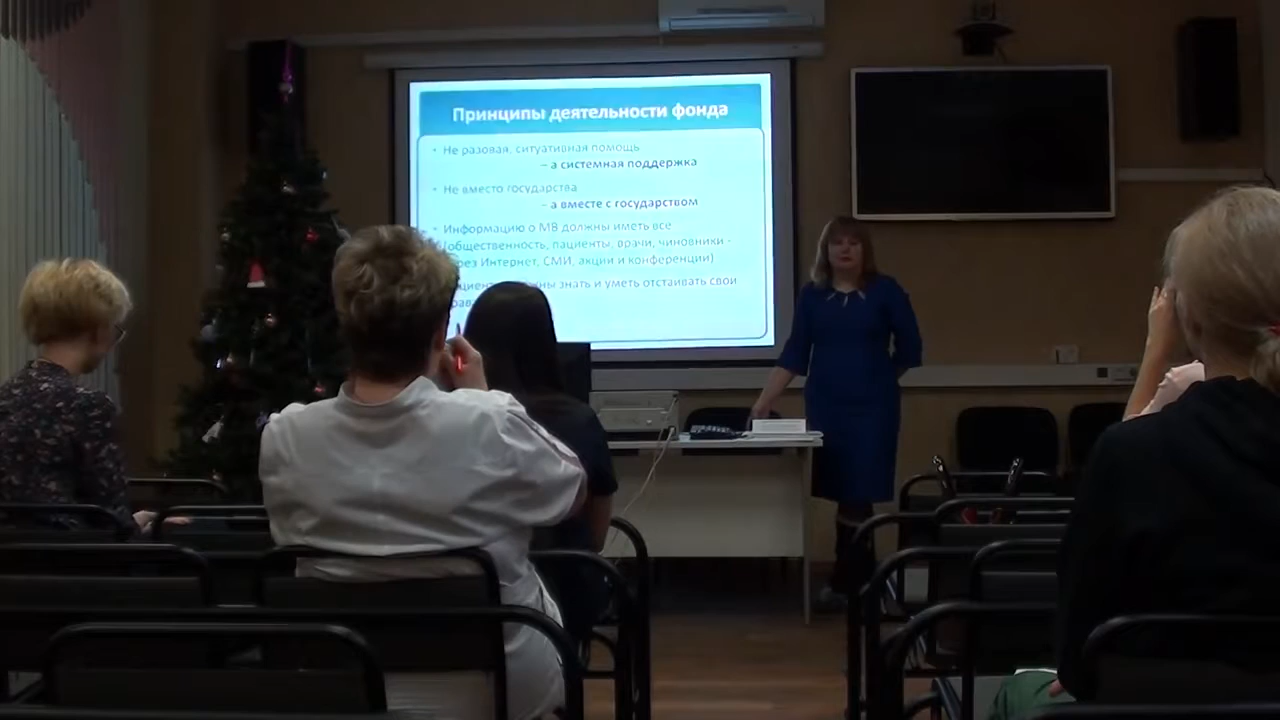 Принципы деятельности фонда
• Не разовая, ситуативная помощь
– а системная поддержка
• Не вместо государства
– а вместе с государством
• Информацию о МВ должны иметь все
(общественность, пациенты, врачи, чиновники -
рез Интернет, СМИ, акции и конференции)
знать и уметь отстаивать свои